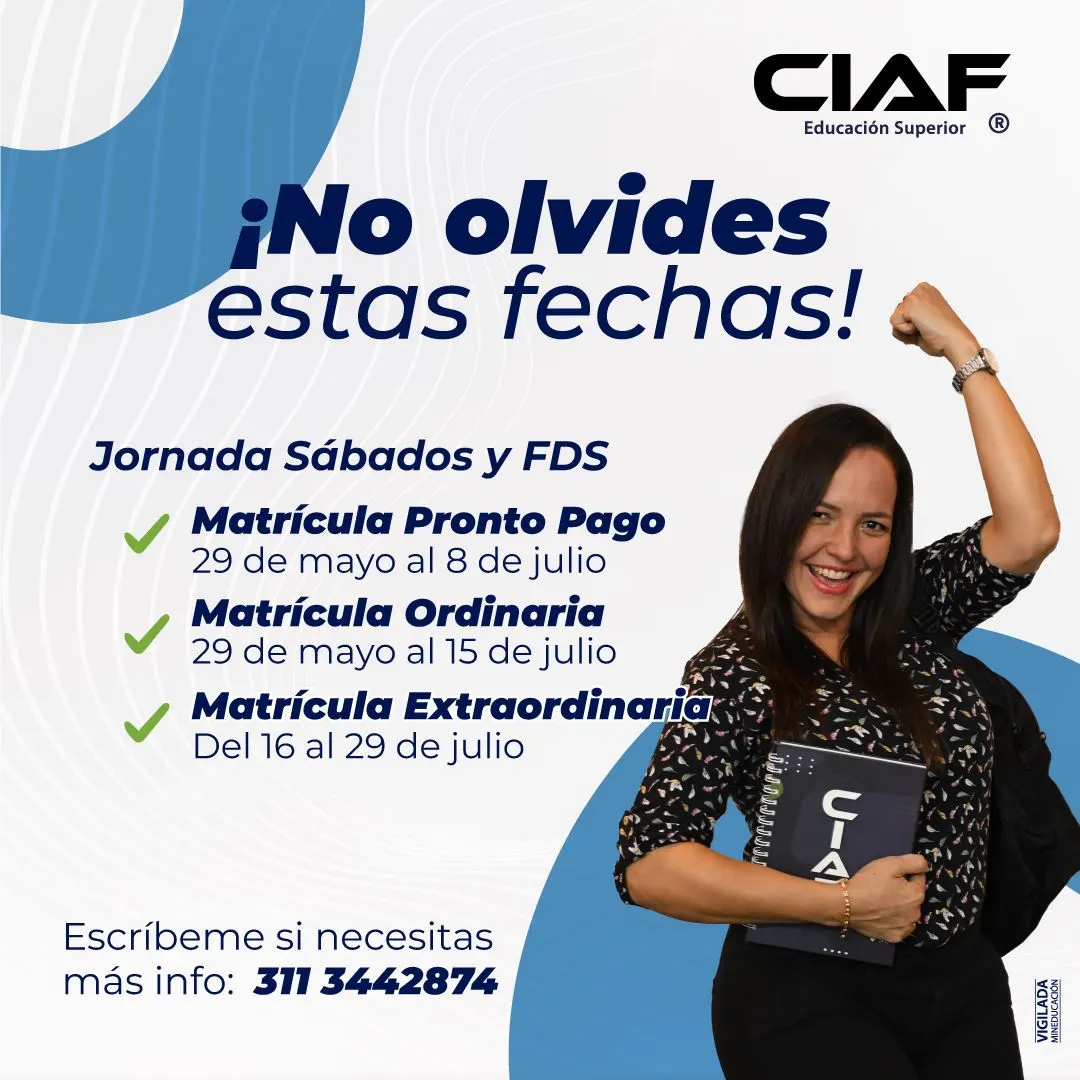 CIAF
Educación Superior ®
¡No olvides
estas fechas!
Jornada Sábados y FDS
Matrícula Pronto Pago
29 de mayo al 8 de julio
Matrícula Ordinaria
29 de mayo al 15 de julio
Matrícula Extraordinaria
Del 16 al 29 de julio
CIAF
Escríbeme si necesitas
más info: 311 3442874
VIGILADA
MINEDUCACIÓN